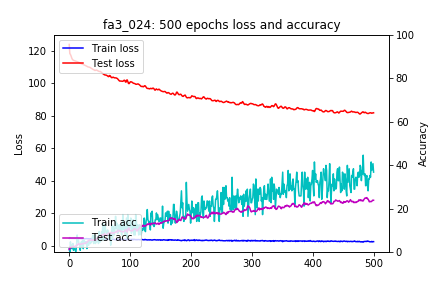 fa3_024: 500 epochs loss and accuracy
Train loss
Test loss
Train acc
Test acc
Loss
Accuracy
120
100
80
60
40
20
0
100
80
60
40
20
0
0
100
200
300
400
500